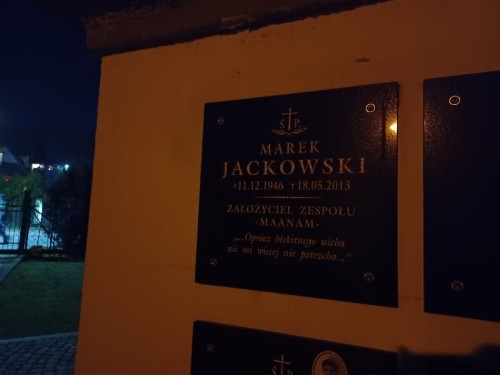 Ś P.
MAREK
JACKOWSKI
*11.12.1946 †18.05.2013
ZAŁOŻYCIEL ZESPOŁU
-MAANAM-
„...Oprócz błękitnego nieba
nic mi więcej nie potrzeba..."